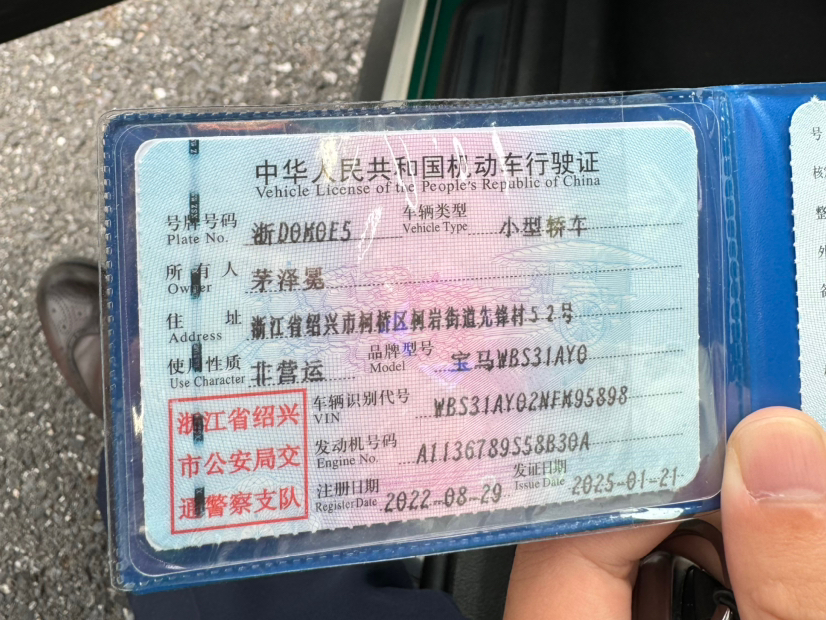 中华人民共和国机动车行驶证
Vehicle License of the People's Republic of China
号牌号码 浙D0K0E5 车辆类型 小型轿车
Plate No. Vehicle Type
所有人 茅泽冕
Owner
住址 浙江省绍兴市柯桥区柯岩街道先锋村52号
Address
使用性质 非营运 品牌型号 宝马WBS31AY0
Use Character Model
浙江省绍兴
市公安局交
通警察支队
车辆识别代号 WBS31AY02NFM95898
VIN
发动机号码 A1136789S58B30A
Engine No.
注册日期 2022-08-29 发证日期 2025-01-21
Register Date Issue Date
号
核
整
外